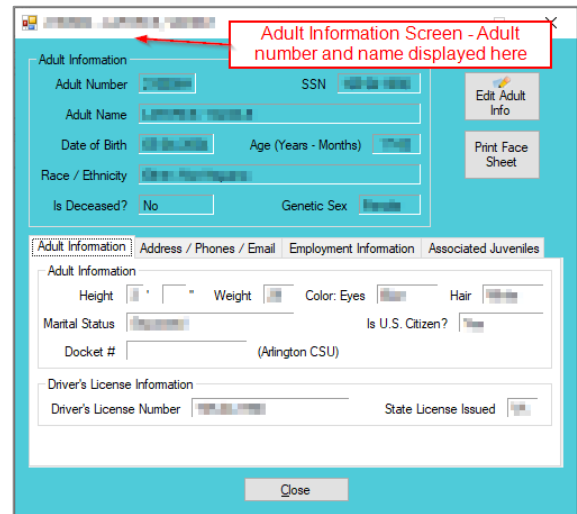 Adult Information Screen - Adult
number and name displayed here
Adult Information
Adult Number
SSN
Edit Adult
Info
Adult Name
Date of Birth
Age (Years - Months)
Print Face
Sheet
Race / Ethnicity
Is Deceased? No
Genetic Sex
Adult Information Address / Phones / Email Employment Information Associated Juveniles
Adult Information
Height ' " Weight Color: Eyes Hair
Marital Status Is U.S. Citizen?
Docket # (Arlington CSU)
Driver's License Information
Driver's License Number State License Issued
Close